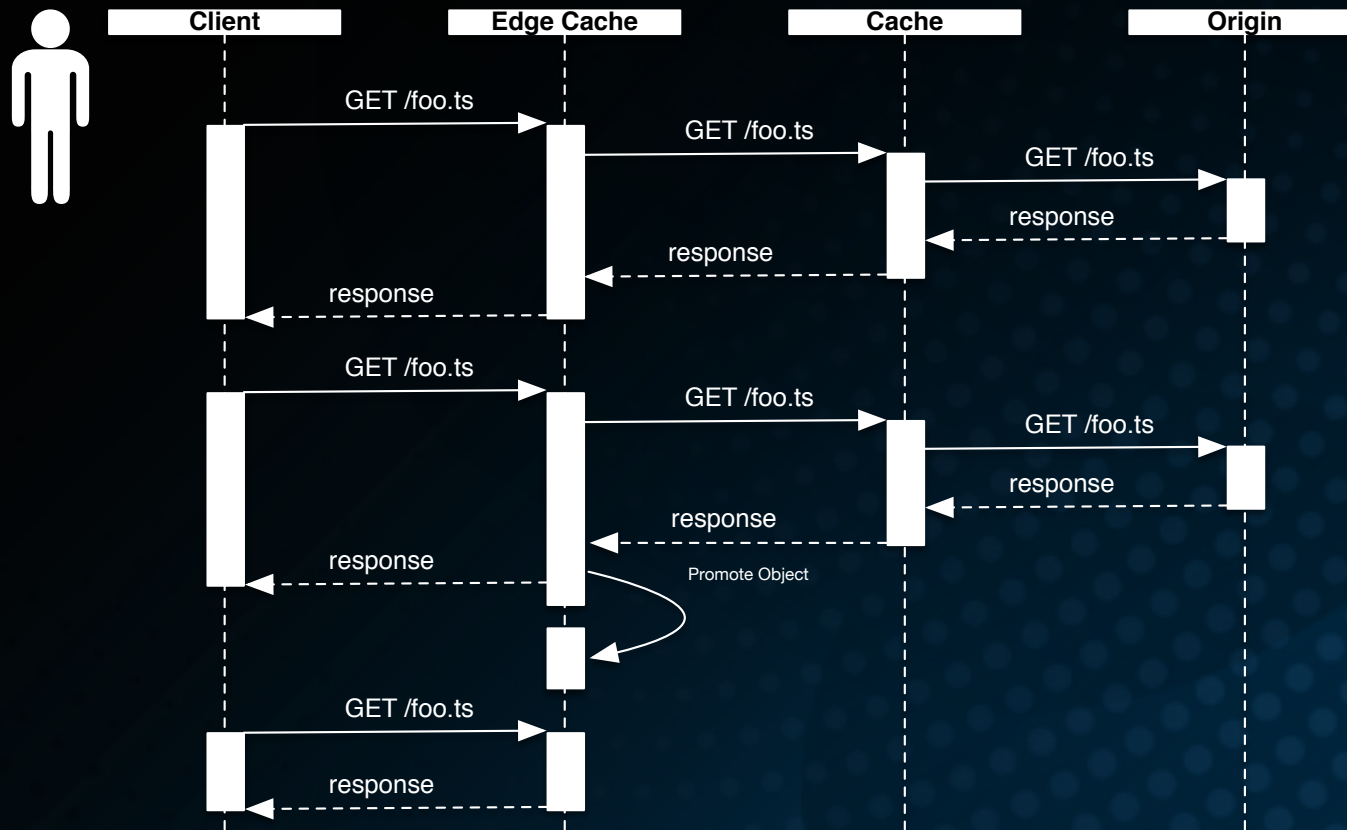 Client
Edge Cache
Cache
Origin
GET /foo.ts
GET /foo.ts
GET /foo.ts
response
response
response
GET /foo.ts
GET /foo.ts
GET /foo.ts
response
response
response
Promote Object
GET /foo.ts
response